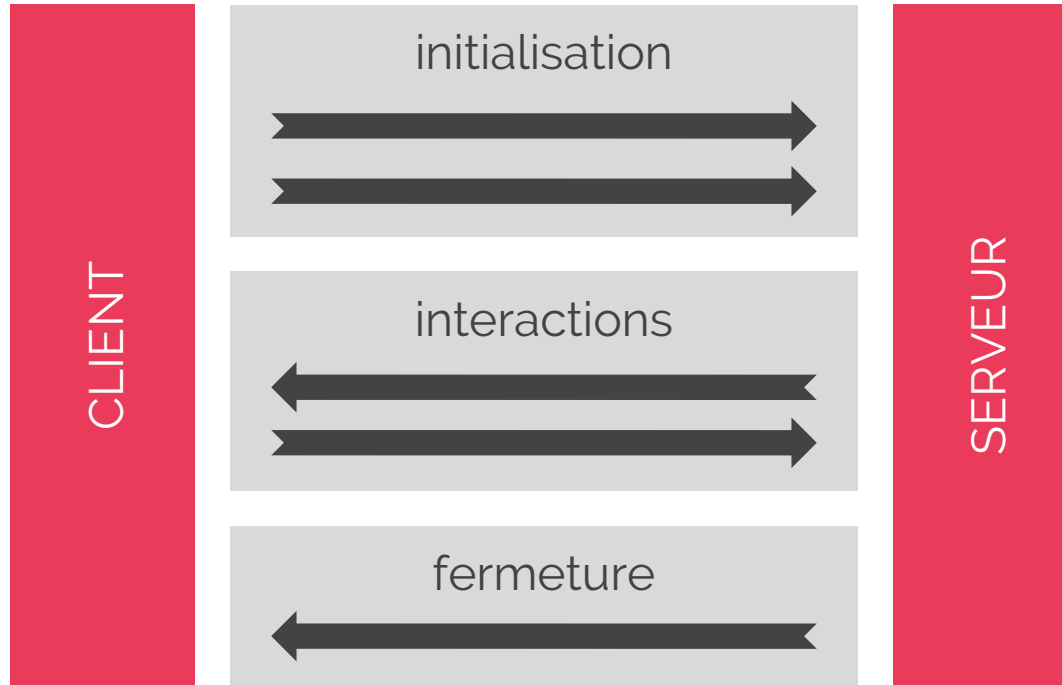 initialisation
CLIENT
interactions
SERVEUR
fermeture